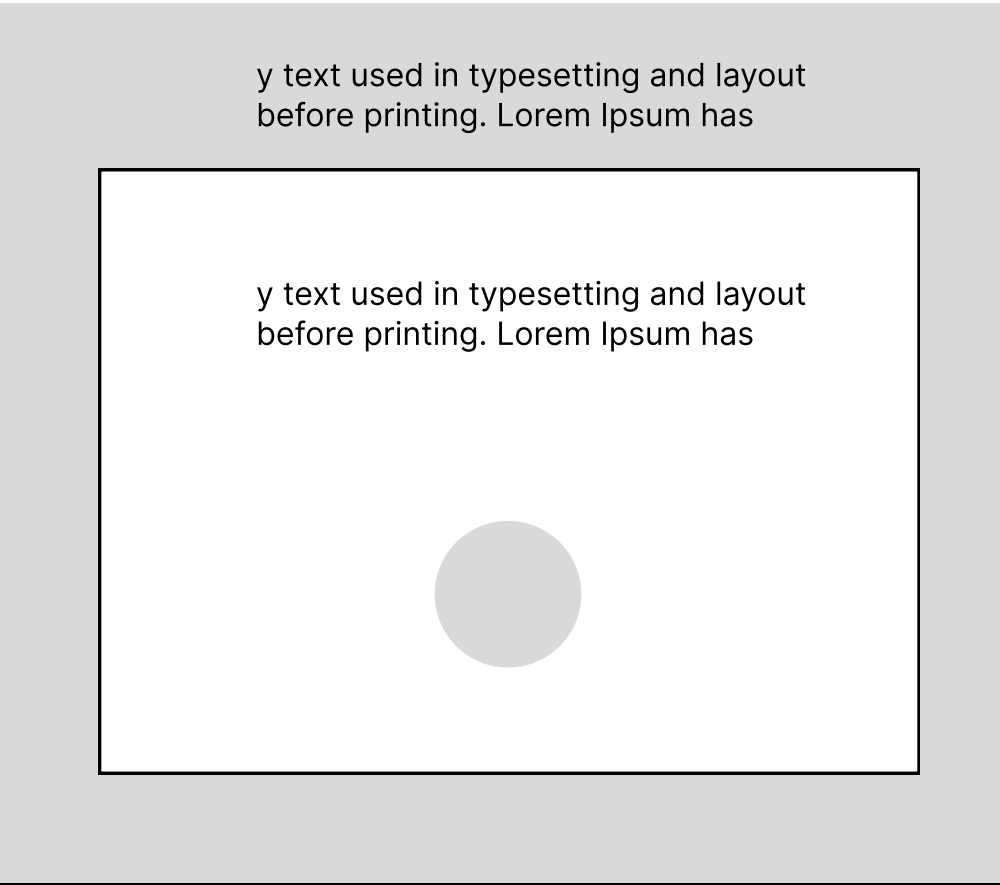 y text used in typesetting and layout
before printing. Lorem Ipsum has
y text used in typesetting and layout
before printing. Lorem Ipsum has